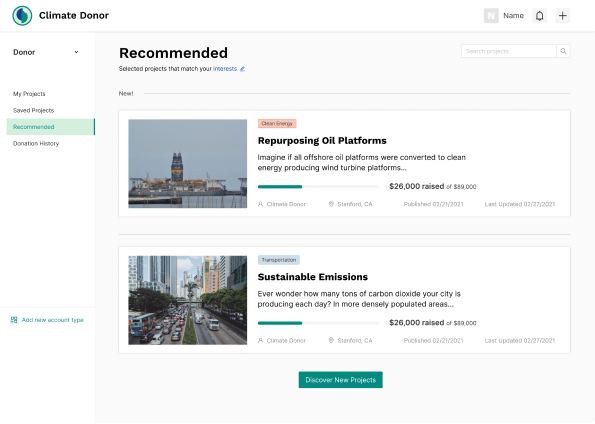 Climate Donor
N
Name
Donor
My Projects
Saved Projects
Recommended
Donation History
Add new account type
Recommended
Search projects
Selected projects that match your interests
New!
Clean Energy
Repurposing Oil Platforms
Imagine if all offshore oil platforms were converted to clean
energy producing wind turbine platforms...
$26,000 raised of $89,000
Climate Donor
Stanford, CA
Published 02/21/2021
Last Updated 02/27/2021
Transportation
Sustainable Emissions
Ever wonder how many tons of carbon dioxide your city is
producing each day? In more densely populated areas...
$26,000 raised of $89,000
Climate Donor
Stanford, CA
Published 02/21/2021
Last Updated 02/27/2021
Discover New Projects